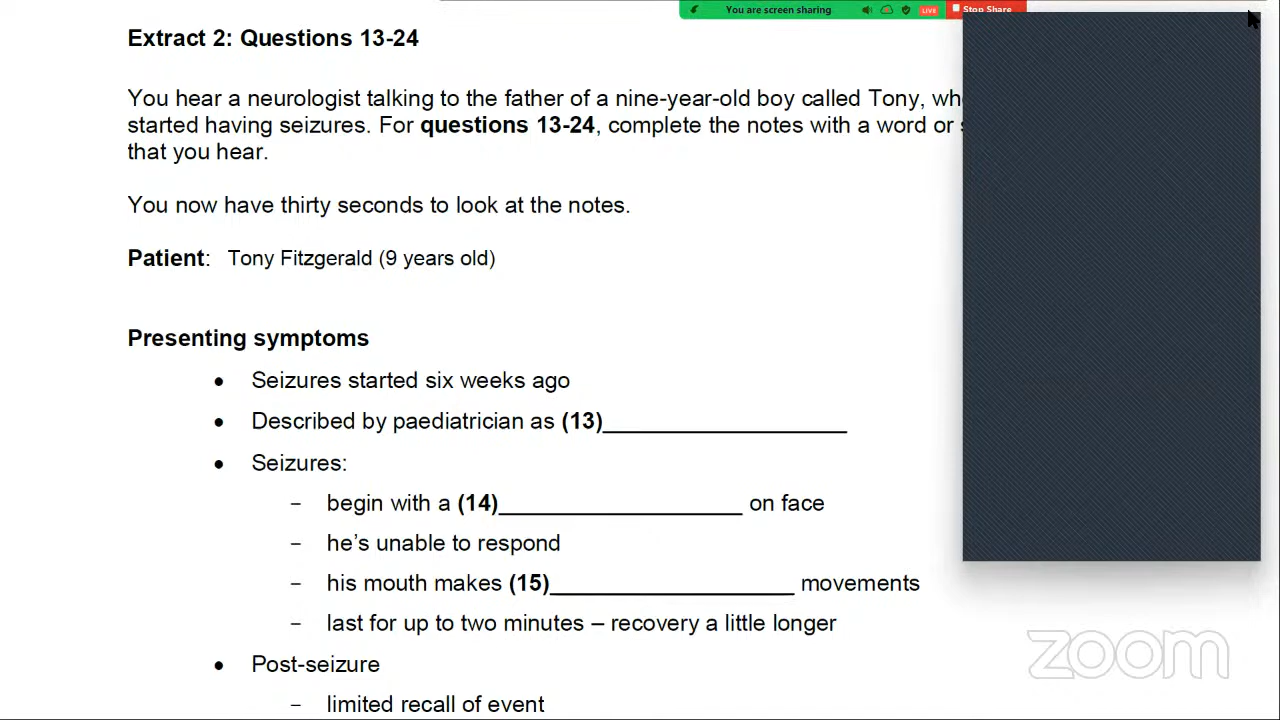 You are screen sharing LIVE Stop Share
Extract 2: Questions 13-24
You hear a neurologist talking to the father of a nine-year-old boy called Tony,
started having seizures. For questions 13-24, complete the notes with a word or
that you hear.
You now have thirty seconds to look at the notes.
Patient: Tony Fitzgerald (9 years old)
Presenting symptoms
• Seizures started six weeks ago
• Described by paediatrician as (13)____________________
• Seizures:
– begin with a (14)____________________ on face
– he’s unable to respond
– his mouth makes (15)____________________ movements
– last for up to two minutes – recovery a little longer
• Post-seizure
– limited recall of event
zoom